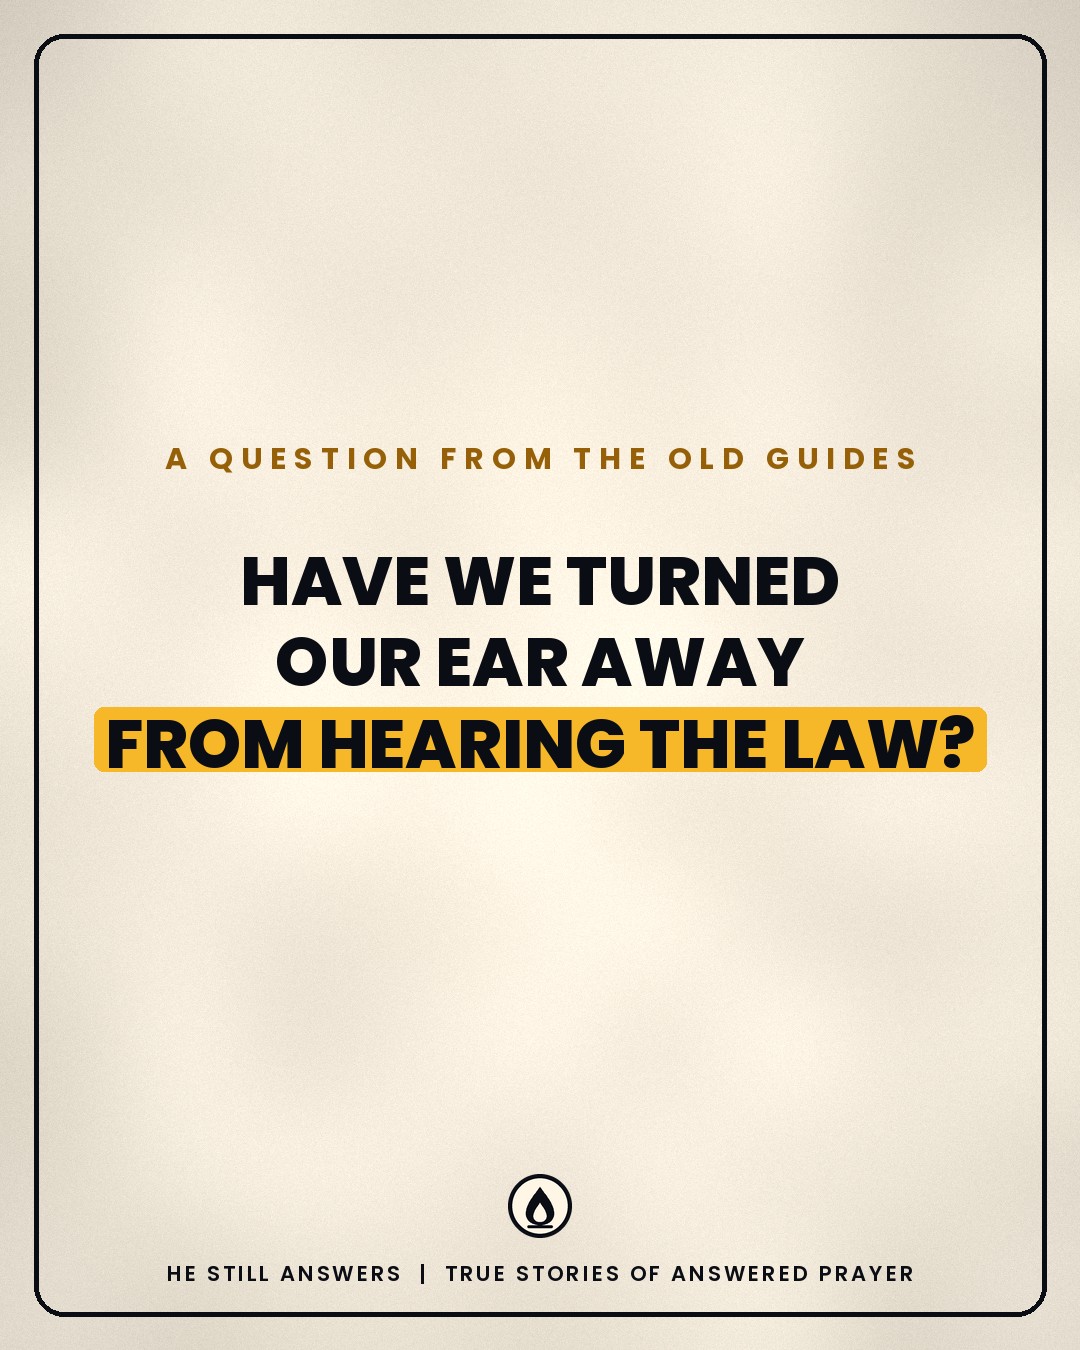 A QUESTION FROM THE OLD GUIDES
HAVE WE TURNED
OUR EAR AWAY
FROM HEARING THE LAW?
HE STILL ANSWERS | TRUE STORIES OF ANSWERED PRAYER